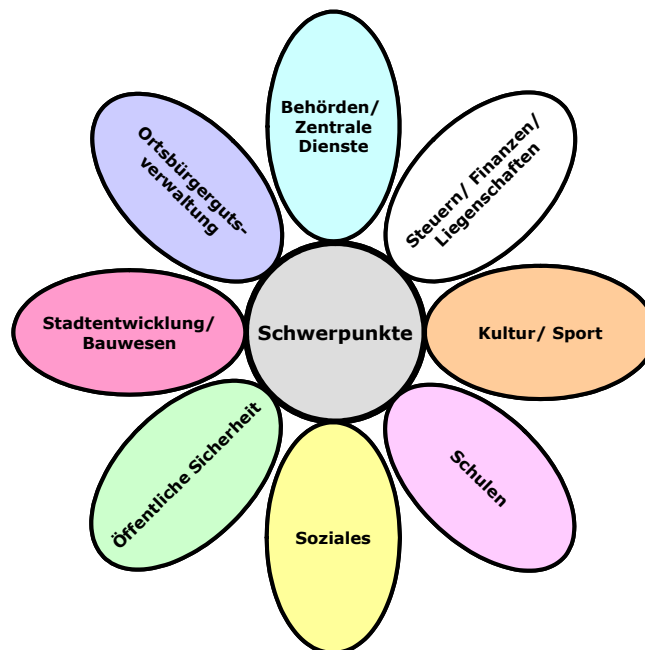 Behörden/
Zentrale
Dienste
Steuern/ Finanzen/
Liegenschaften
Kultur/ Sport
Schulen
Soziales
Öffentliche Sicherheit
Stadtentwicklung/
Bauwesen
Ortsbürgerguts-
verwaltung
Schwerpunkte